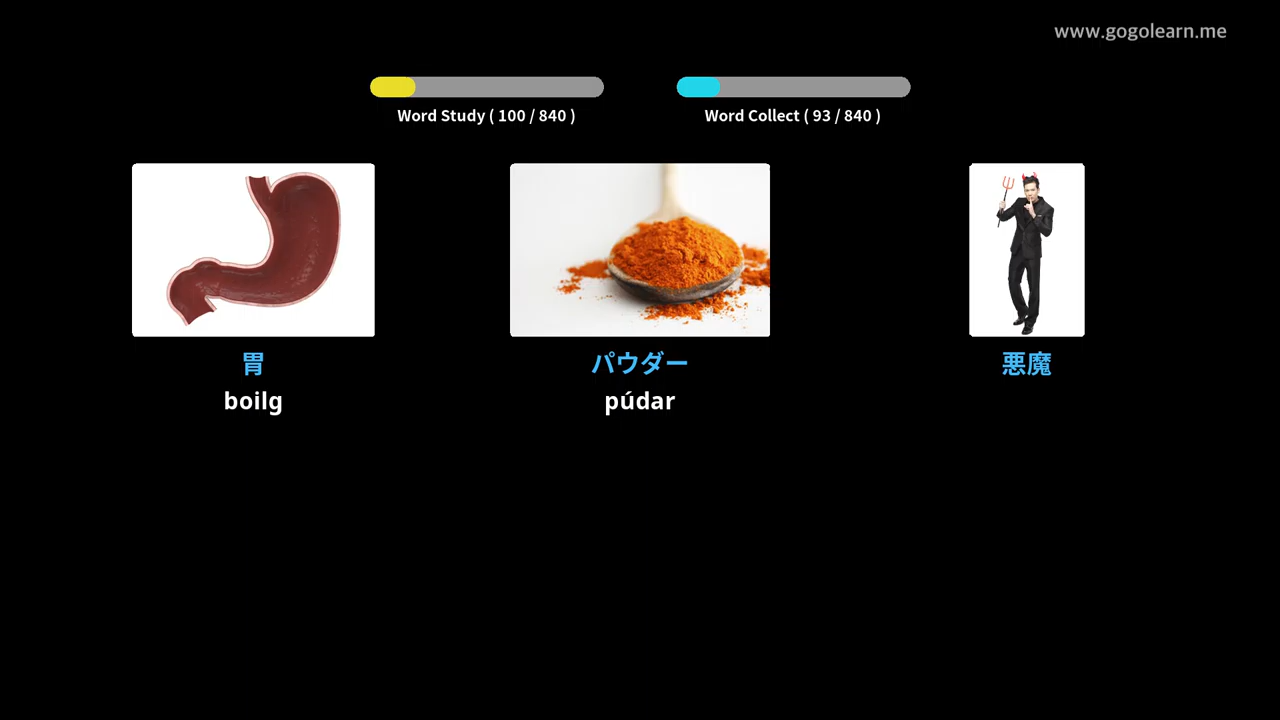 www.gogolearn.me
Word Study ( 100 / 840 )
Word Collect ( 93 / 840 )
胃
boilg
パウダー
púdar
悪魔